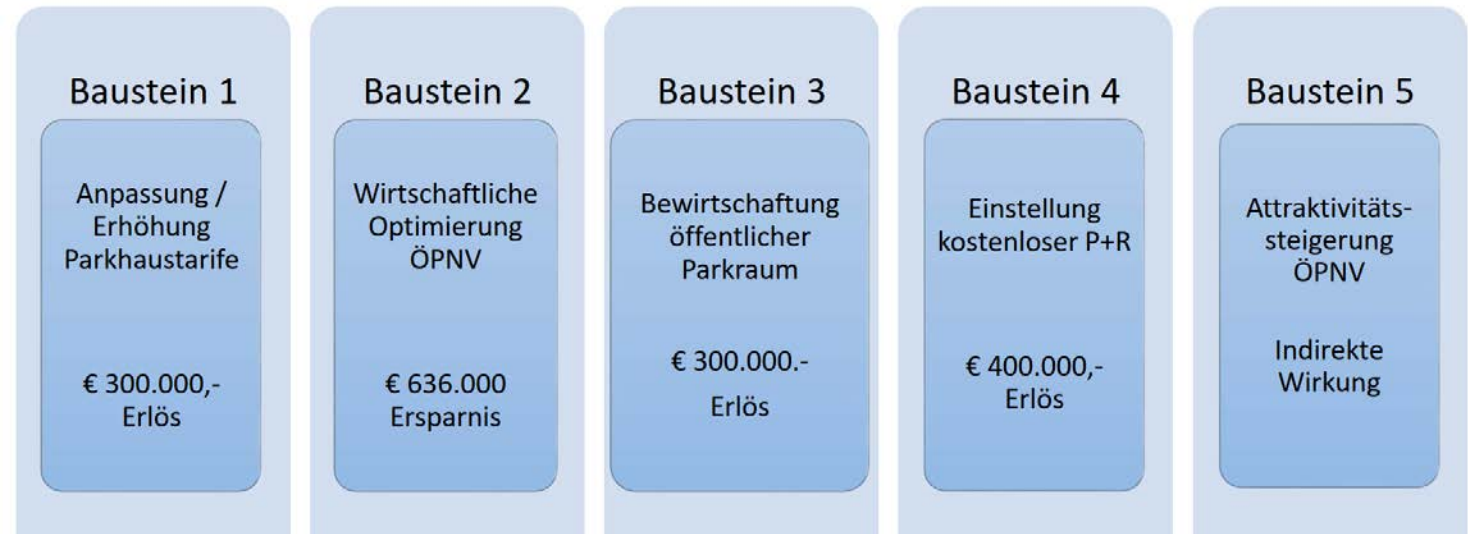 Baustein 1
Anpassung /
Erhöhung
Parkhaustarife
€ 300.000,-
Erlös
Baustein 2
Wirtschaftliche
Optimierung
ÖPNV
€ 636.000
Ersparnis
Baustein 3
Bewirtschaftung
öffentlicher
Parkraum
€ 300.000.-
Erlös
Baustein 4
Einstellung
kostenloser P+R
€ 400.000,-
Erlös
Baustein 5
Attraktivitäts-
steigerung
ÖPNV
Indirekte
Wirkung